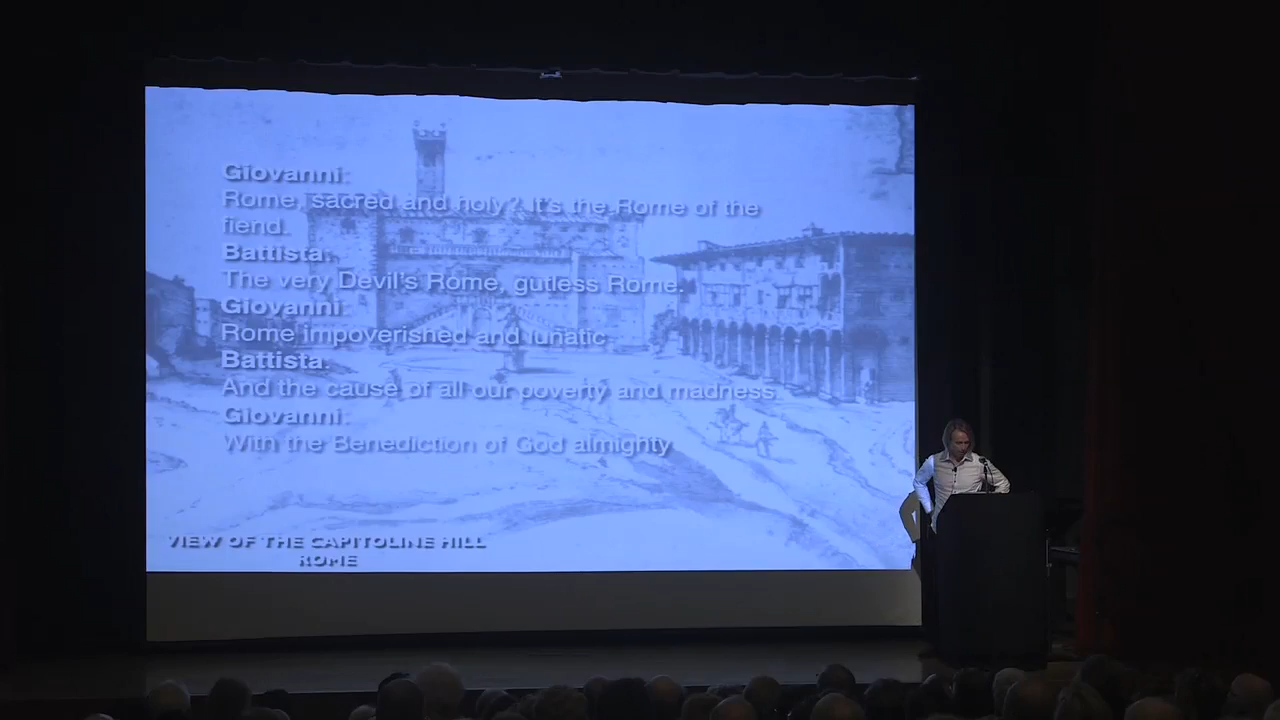 Giovanni:
Rome, sacred and holy? It's the Rome of the
fiend.
Battista:
The very Devil's Rome, gutless Rome.
Giovanni:
Rome impoverished and lunatic
Battista:
And the cause of all our poverty and madness.
Giovanni:
With the Benediction of God almighty
VIEW OF THE CAPITOLINE HILL
ROME